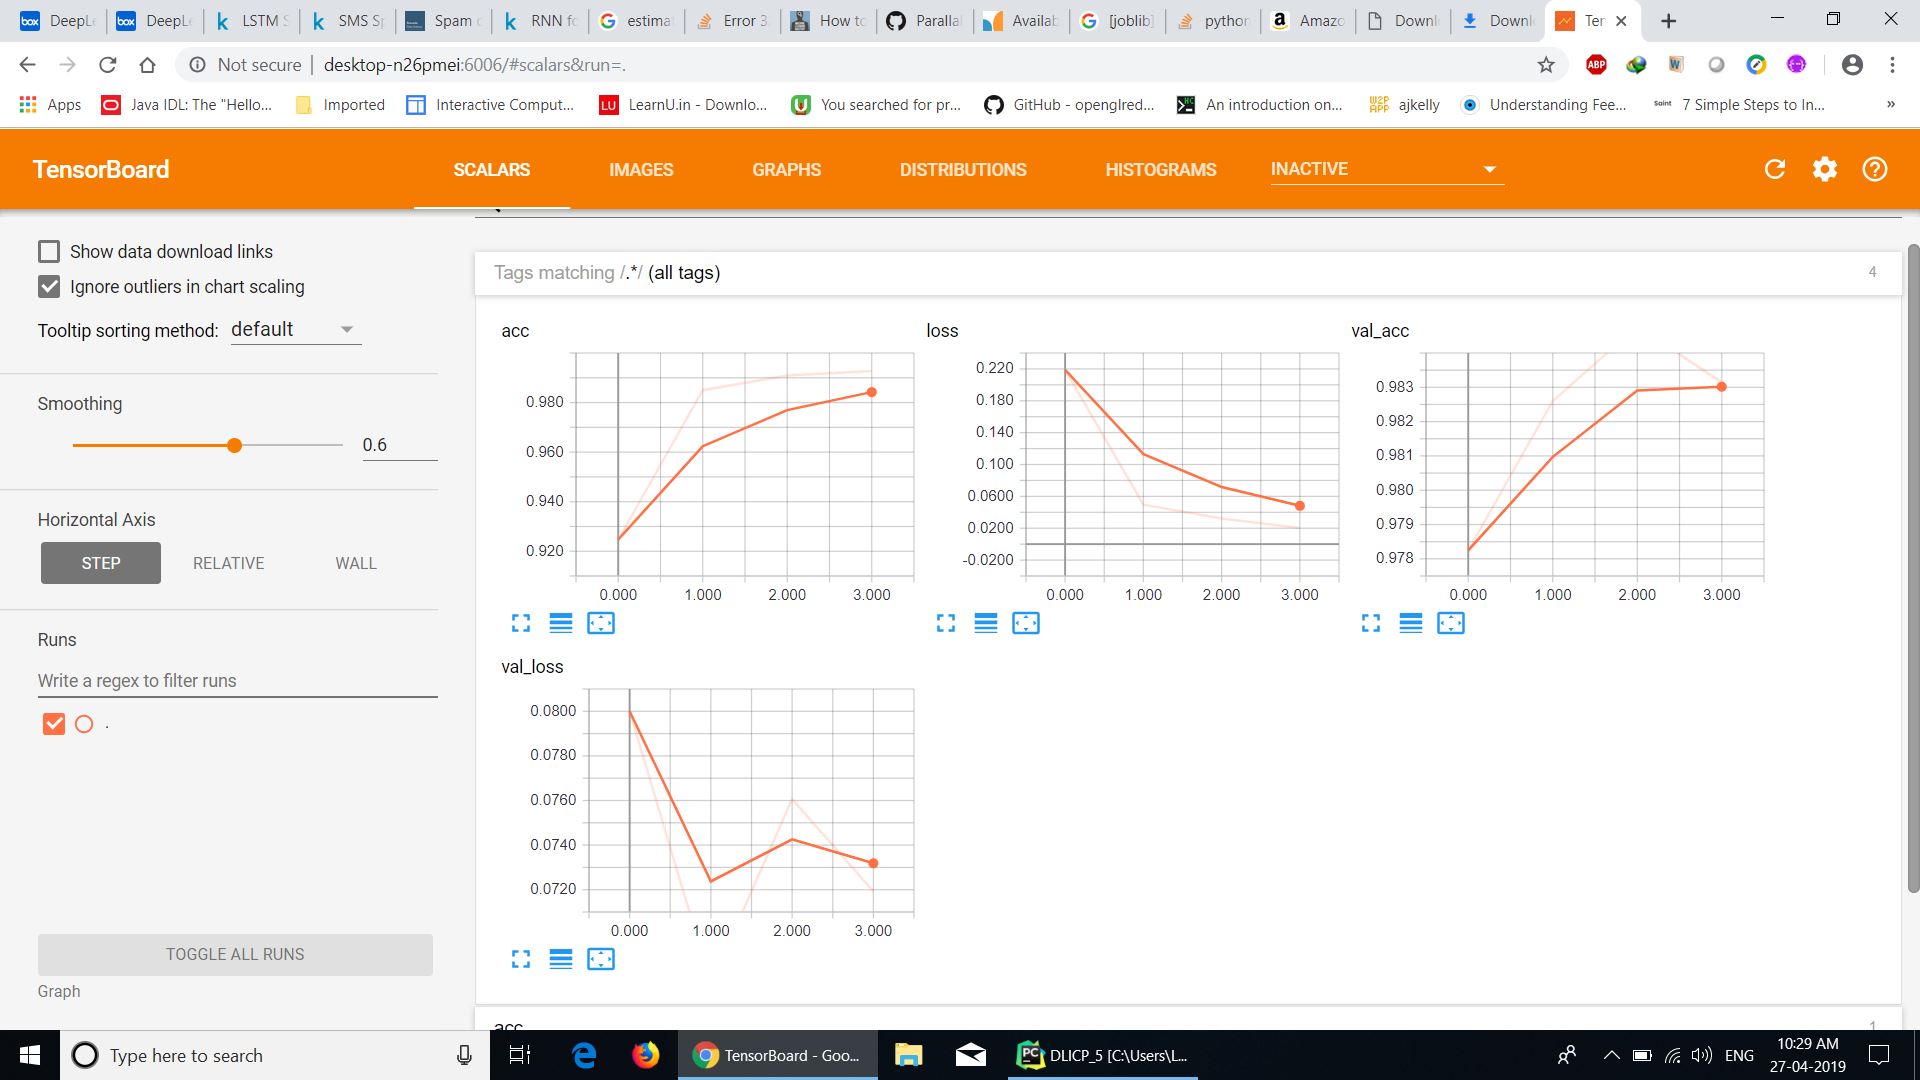 DeepLe DeepLe LSTM S SMS Sp Spam d RNN fo estima Error 3 How to Parallal Availab [joblib] python Amazo Downl Downl Ten
Not secure | desktop-n26pmei:6006/#scalars&run=.
Apps Java IDL: The "Hello... Imported Interactive Comput... LearnU.in - Downlo... You searched for pr... GitHub - openglred... An introduction on... ajkelly Understanding Fee... 7 Simple Steps to In... »
TensorBoard SCALARS IMAGES GRAPHS DISTRIBUTIONS HISTOGRAMS INACTIVE
Show data download links
Ignore outliers in chart scaling
Tooltip sorting method: default
Smoothing
0.6
Horizontal Axis
STEP RELATIVE WALL
Runs
Write a regex to filter runs
.
TOGGLE ALL RUNS
Graph
Tags matching /.*/ (all tags) 4
acc
0.980
0.960
0.940
0.920
0.000 1.000 2.000 3.000
loss
0.220
0.180
0.140
0.100
0.0600
0.0200
-0.0200
0.000 1.000 2.000 3.000
val_acc
0.983
0.982
0.981
0.980
0.979
0.978
0.000 1.000 2.000 3.000
val_loss
0.0800
0.0780
0.0760
0.0740
0.0720
0.000 1.000 2.000 3.000
acc 1
Type here to search
TensorBoard - Goo...
DLICP_5 [C:\Users\L...
ENG
10:29 AM
27-04-2019